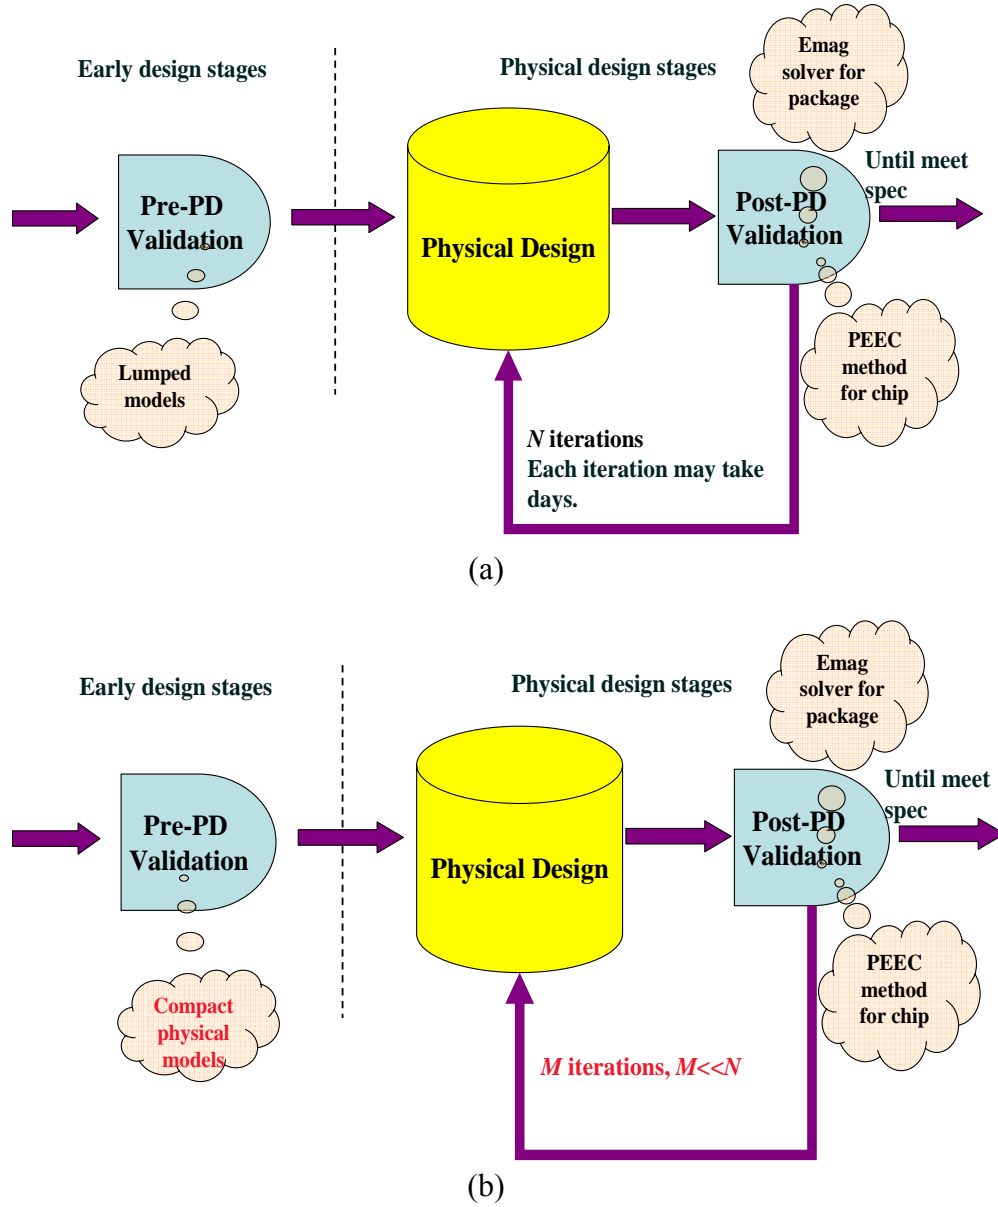 Early design stages
Physical design stages
Emag
solver for
package
Pre-PD
Validation
Physical Design
Post-PD
Validation
Until meet
spec
Lumped
models
PEEC
method
for chip
N iterations
Each iteration may take
days.
(a)
Early design stages
Physical design stages
Emag
solver for
package
Pre-PD
Validation
Physical Design
Post-PD
Validation
Until meet
spec
Compact
physical
models
PEEC
method
for chip
M iterations, M<<N
(b)